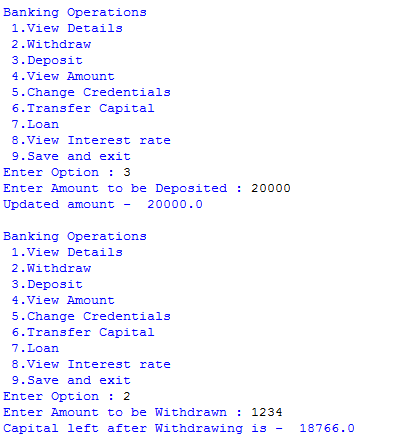 Banking Operations
1.View Details
2.Withdraw
3.Deposit
4.View Amount
5.Change Credentials
6.Transfer Capital
7.Loan
8.View Interest rate
9.Save and exit
Enter Option : 3
Enter Amount to be Deposited : 20000
Updated amount -  20000.0

Banking Operations
1.View Details
2.Withdraw
3.Deposit
4.View Amount
5.Change Credentials
6.Transfer Capital
7.Loan
8.View Interest rate
9.Save and exit
Enter Option : 2
Enter Amount to be Withdrawn : 1234
Capital left after Withdrawing is -  18766.0